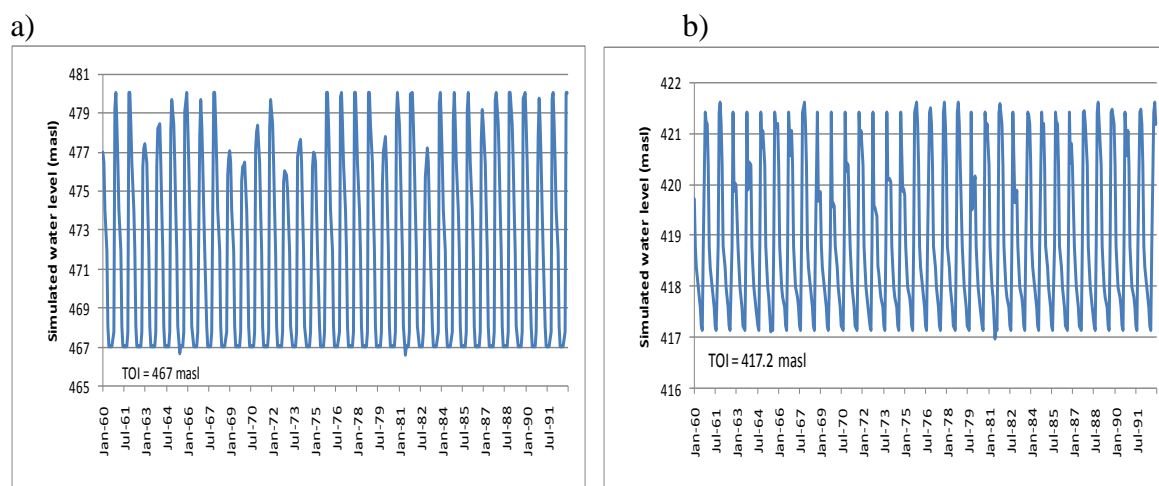 a)
481
479
477
475
473
471
469
467
465
Simulated water level (masl)
TOI = 467 masl
Jan-60
Jul-61
Jan-63
Jul-64
Jan-66
Jul-67
Jan-69
Jul-70
Jan-72
Jul-73
Jan-75
Jul-76
Jan-78
Jul-79
Jan-81
Jul-82
Jan-84
Jul-85
Jan-87
Jul-88
Jan-90
Jul-91
b)
422
421
420
419
418
417
416
Simulated water level (masl)
TOI = 417.2 masl
Jan-60
Jul-61
Jan-63
Jul-64
Jan-66
Jul-67
Jan-69
Jul-70
Jan-72
Jul-73
Jan-75
Jul-76
Jan-78
Jul-79
Jan-81
Jul-82
Jan-84
Jul-85
Jan-87
Jul-88
Jan-90
Jul-91